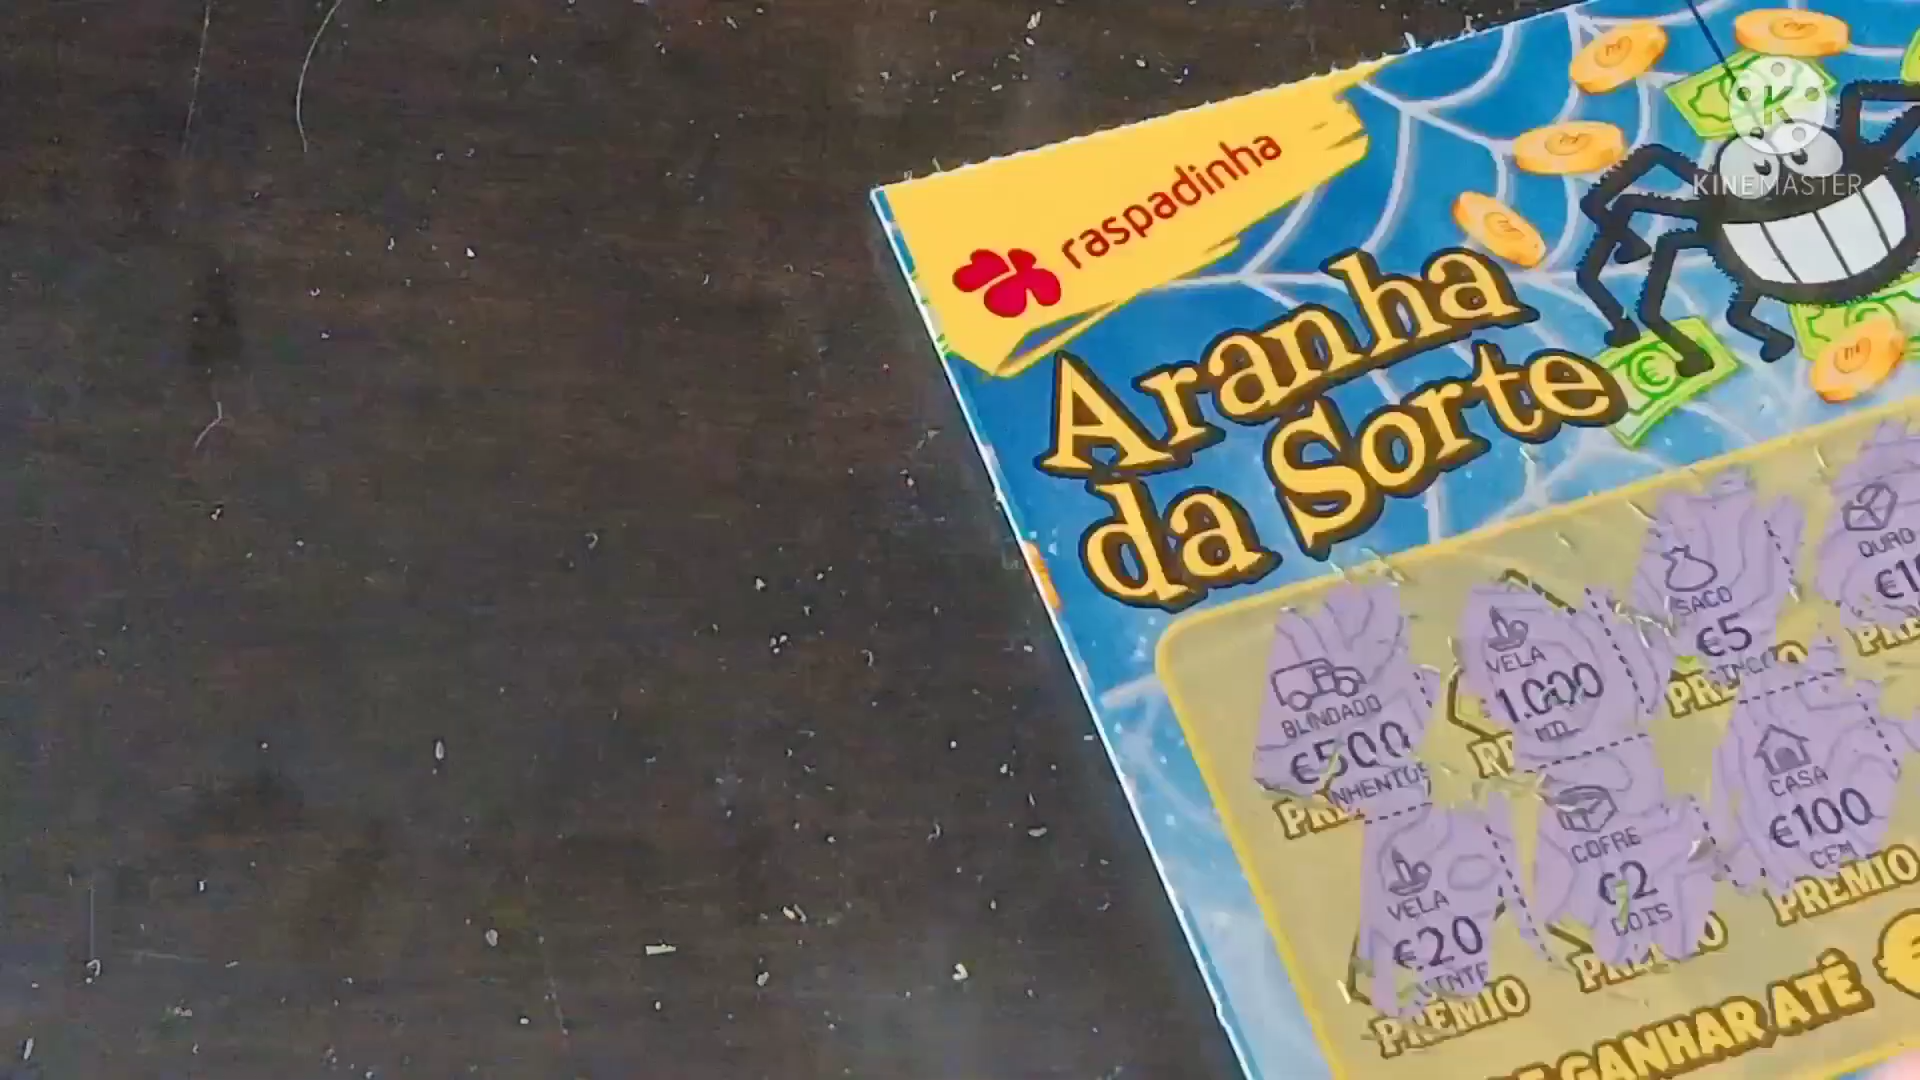 raspadinha
KINEMASTER
Aranha
da Sorte
BLINDADO
€500
VELA
1.000
MIL
PR
SACO
€5
OURO
VELA
€20
PRÉMIO
COFRE
€2
DOIS
CASA
€100
CEM
PRÉMIO
GANHAR ATÉ